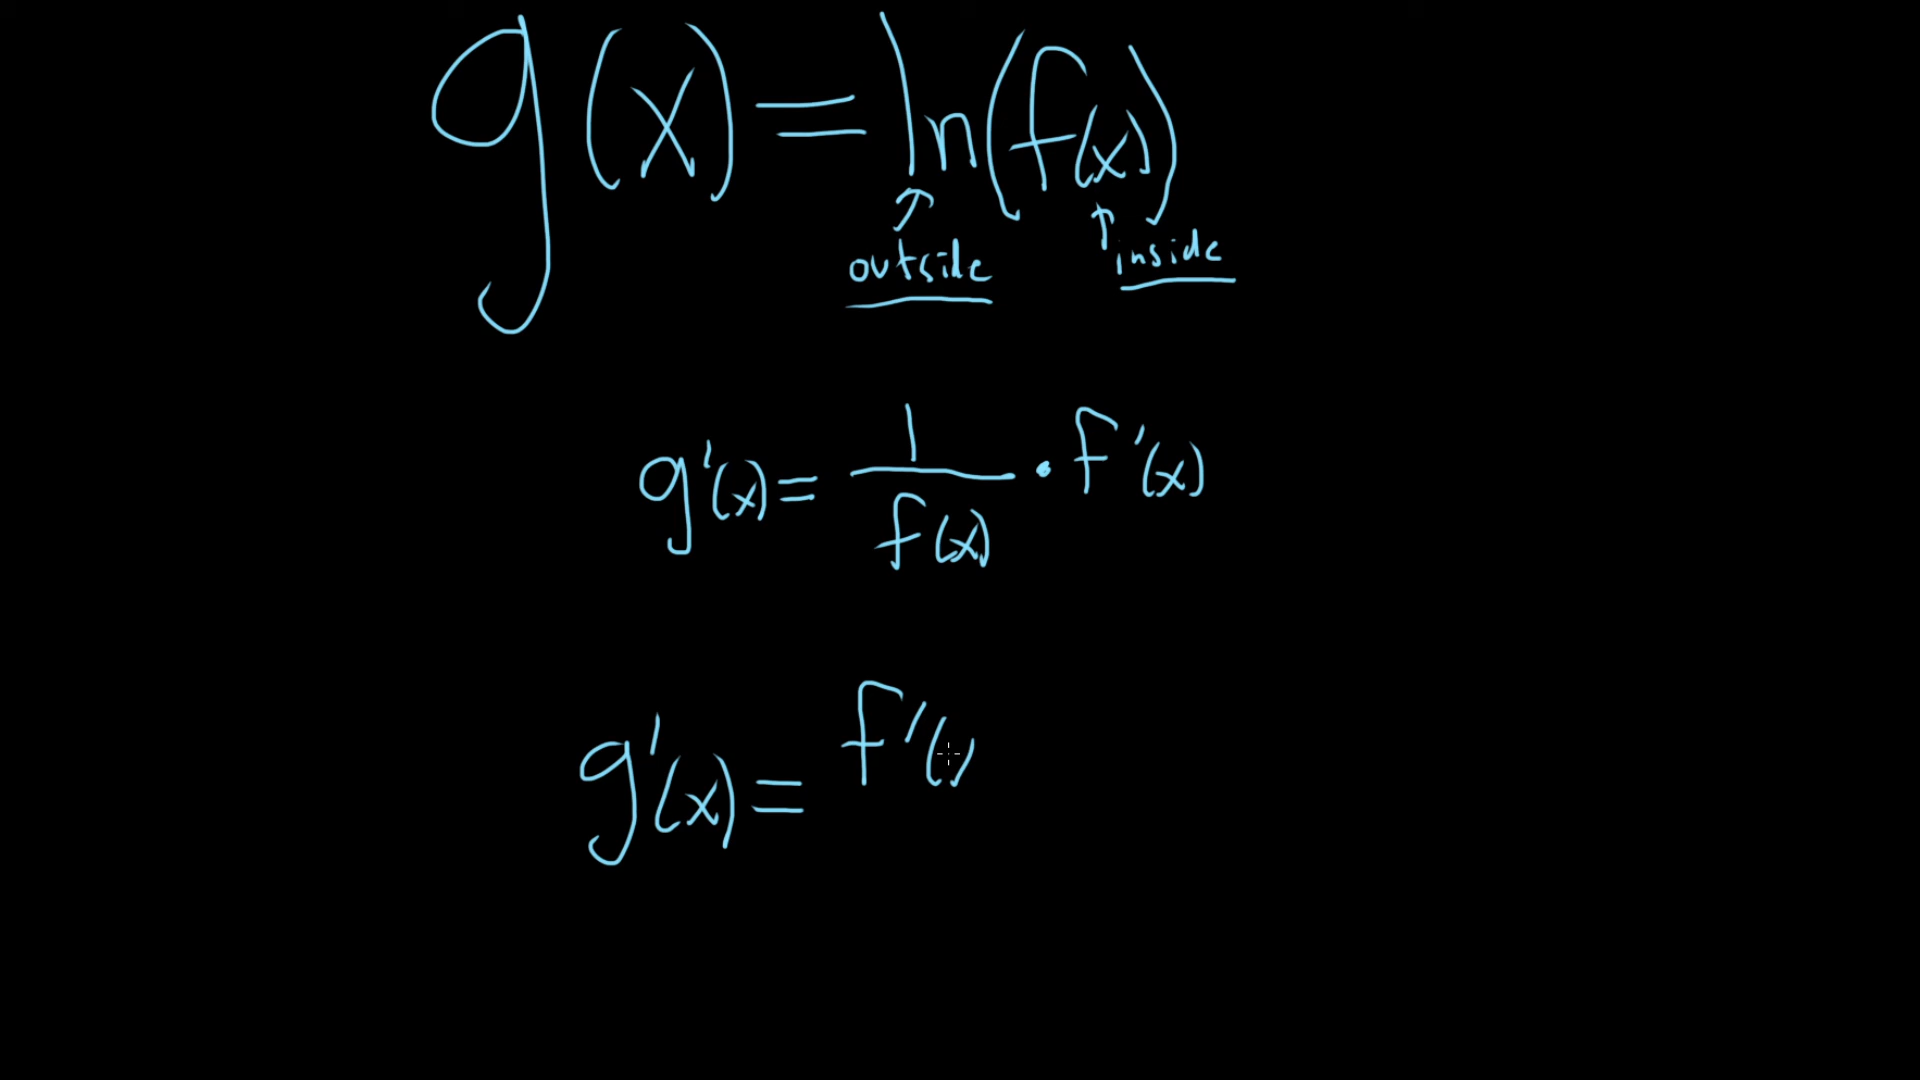 g(x) = ln(f(x))
outside inside
g'(x) = 1/f(x) · f'(x)
g'(x) = f'(